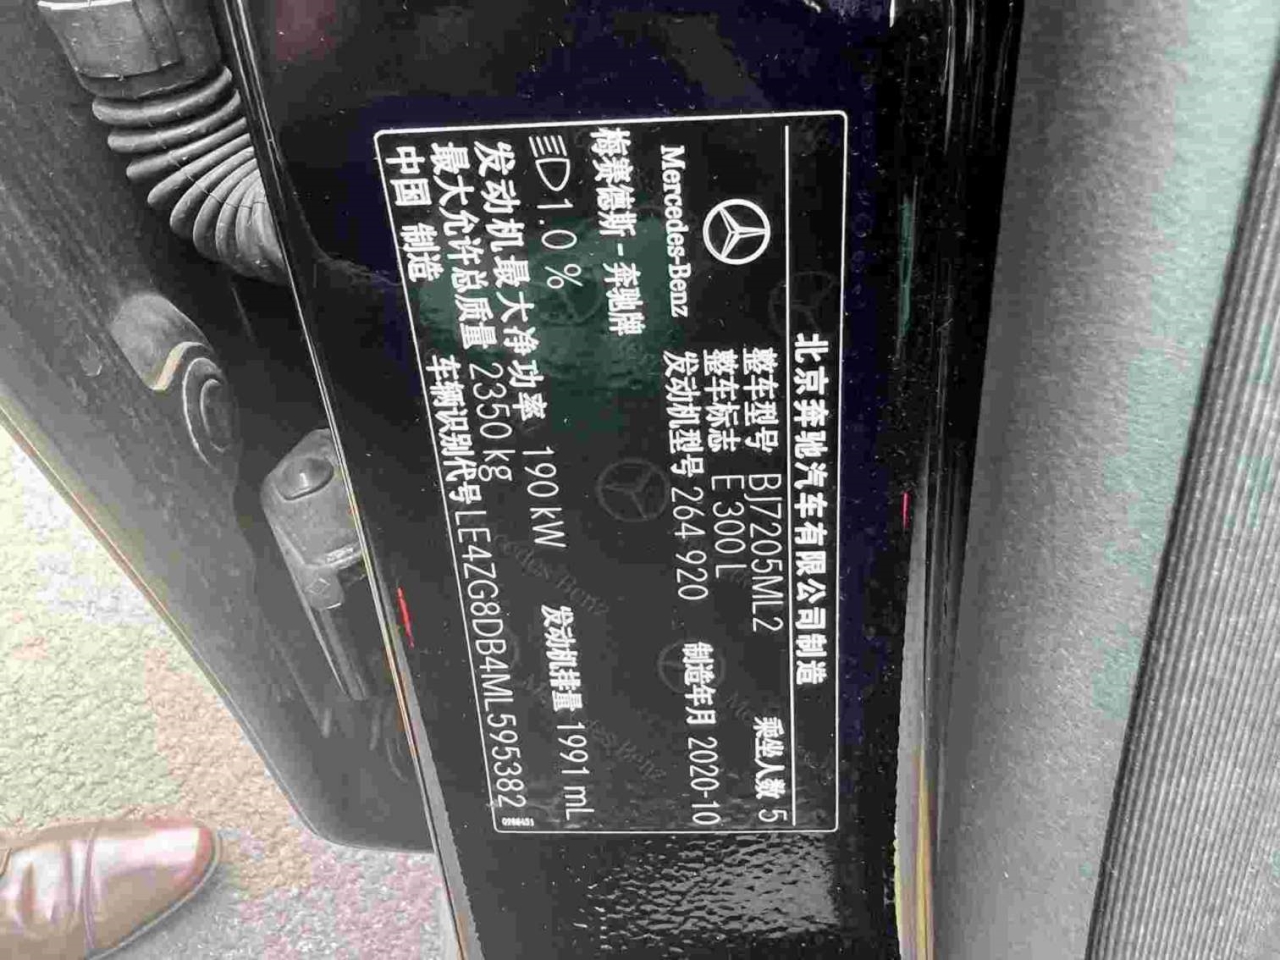 北京奔驰汽车有限公司制造
Mercedes-Benz
整车型号 BJ7205ML2 乘坐人数 5
整车标志 E 300 L
发动机型号 264 920 制造年月 2020-10
梅赛德斯-奔驰牌
1.0 %
发动机最大净功率 190 kW 发动机排量 1991 mL
最大允许总质量 2350 kg
中国 制造 车辆识别代号 LE4ZG8DB4ML595382